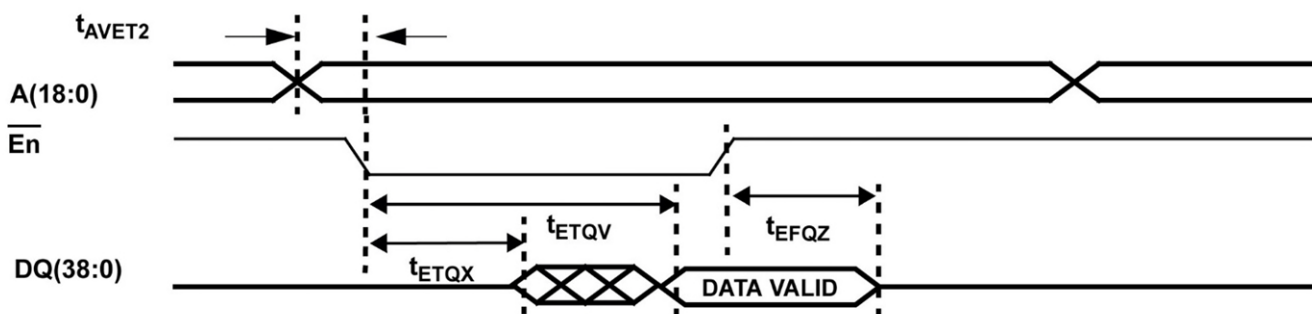 tAVET2
A(18:0)
En
tETQV
tEFQZ
tETQX
DQ(38:0)
DATA VALID